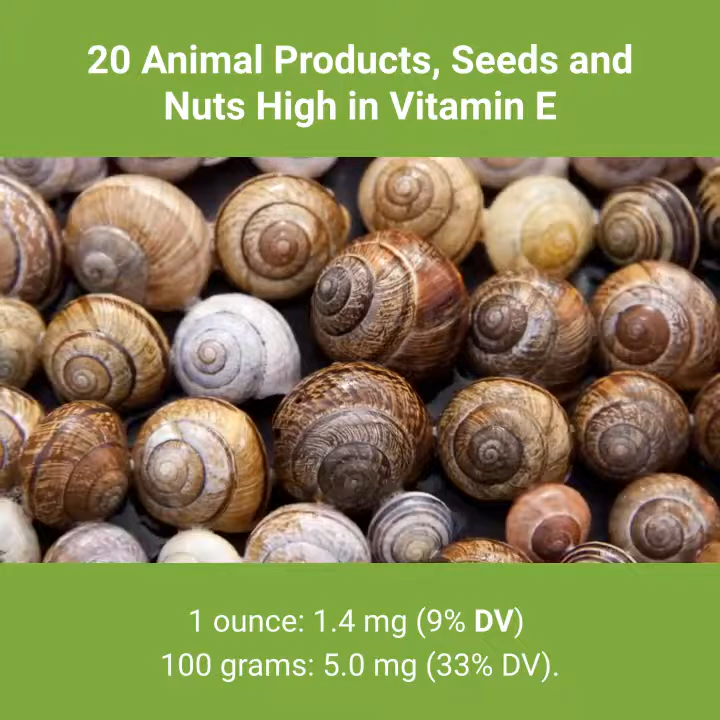 20 Animal Products, Seeds and
Nuts High in Vitamin E
1 ounce: 1.4 mg (9% DV)
100 grams: 5.0 mg (33% DV).